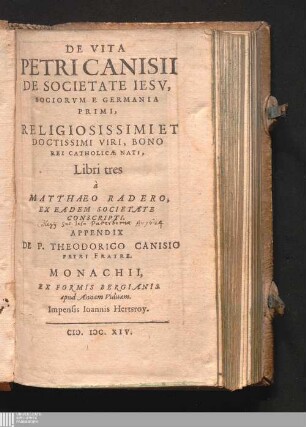 DE VITA
PETRI CANISII
DE SOCIETATE IESV,
SOCIORVM E GERMANIA
PRIMI,
RELIGIOSISSIMI ET
DOCTISSIMI VIRI, BONO
REI CATHOLICÆ NATI,
Libri tres
à
MATTHAEO RADERO,
EX EADEM SOCIETATE
CONSCRIPTI.
APPENDIX
DE P. THEODORICO CANISIO
PETRI FRATRE.
MONACHII,
EX FORMIS BERGIANIS
apud Annam Viduam.
Impensis Ioannis Hertsroy.
CIƆ. IƆC. XIV.